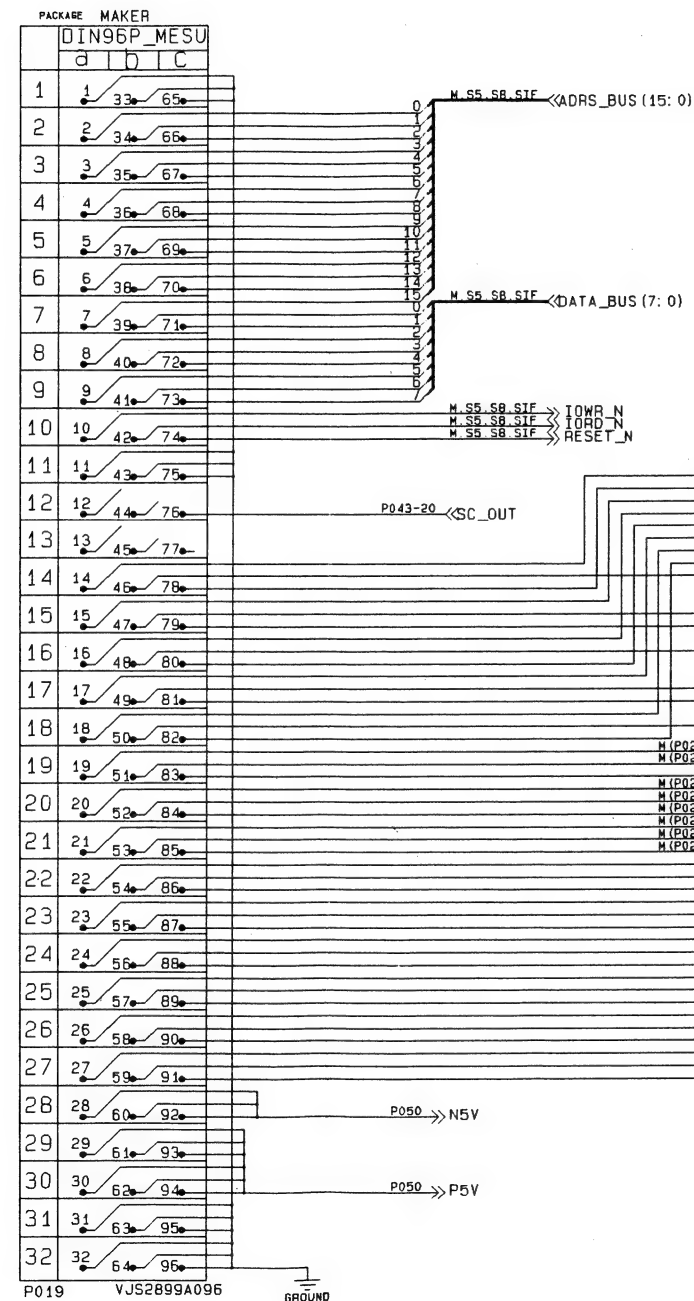 PACKAGE MAKER
DIN96P_MESU
a b c
1 1 33 65
2 2 34 66
3 3 35 67
4 4 36 68
5 5 37 69
6 6 38 70
7 7 39 71
8 8 40 72
9 9 41 73
10 10 42 74
11 11 43 75
12 12 44 76
13 13 45 77
14 14 46 78
15 15 47 79
16 16 48 80
17 17 49 81
18 18 50 82
19 19 51 83
20 20 52 84
21 21 53 85
22 22 54 86
23 23 55 87
24 24 56 88
25 25 57 89
26 26 58 90
27 27 59 91
28 28 60 92
29 29 61 93
30 30 62 94
31 31 63 95
32 32 64 96
P019 VJS2899A096
0
1
2
3
4
5
6
7
8
9
10
11
12
13
14
15
M.S5.S8.SIF ADRS_BUS(15:0)
0
1
2
3
4
5
6
7
M.S5.S8.SIF DATA_BUS(7:0)
M.S5.S8.SIF IOWR_N
M.S5.S8.SIF IORD_N
M.S5.S8.SIF RESET_N
P043-20 SC_OUT
M(P02
M(P02
M(P02
M(P02
M(P02
M(P02
M(P02
M(P02
P050 N5V
P050 P5V
GROUND